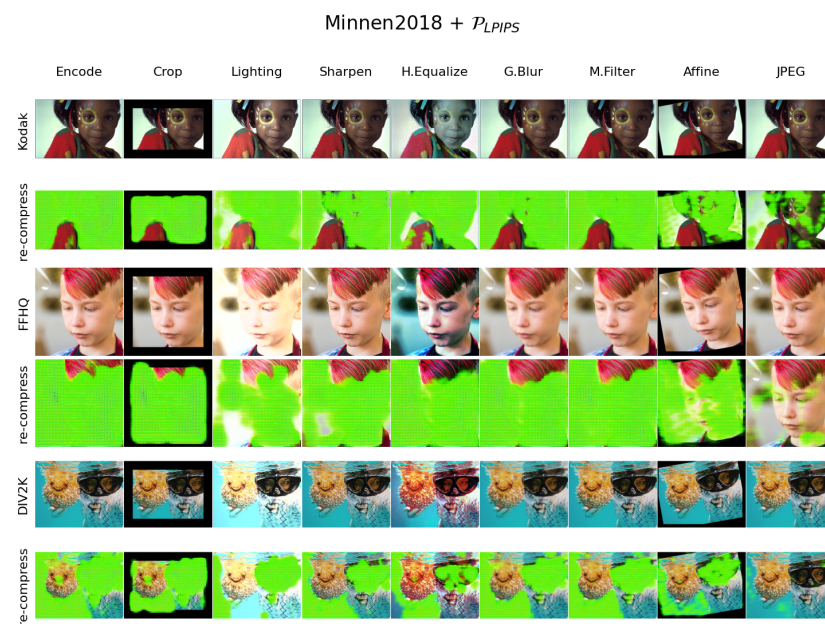 Minnen2018 + P_LPIPS
Encode Crop Lighting Sharpen H.Equalize G.Blur M.Filter Affine JPEG
Kodak
re-compress
FFHQ
re-compress
DIV2K
re-compress